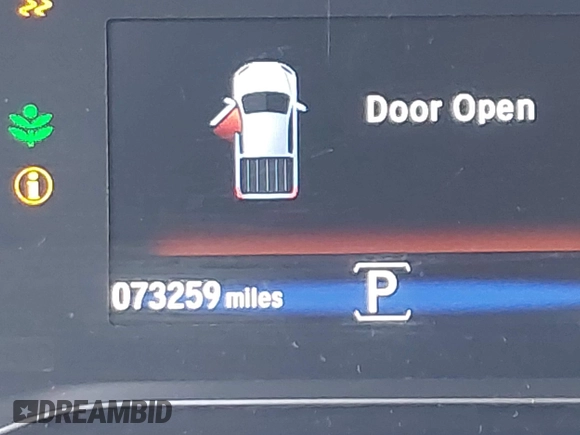 Door Open
073259 miles
P
DREAMBID